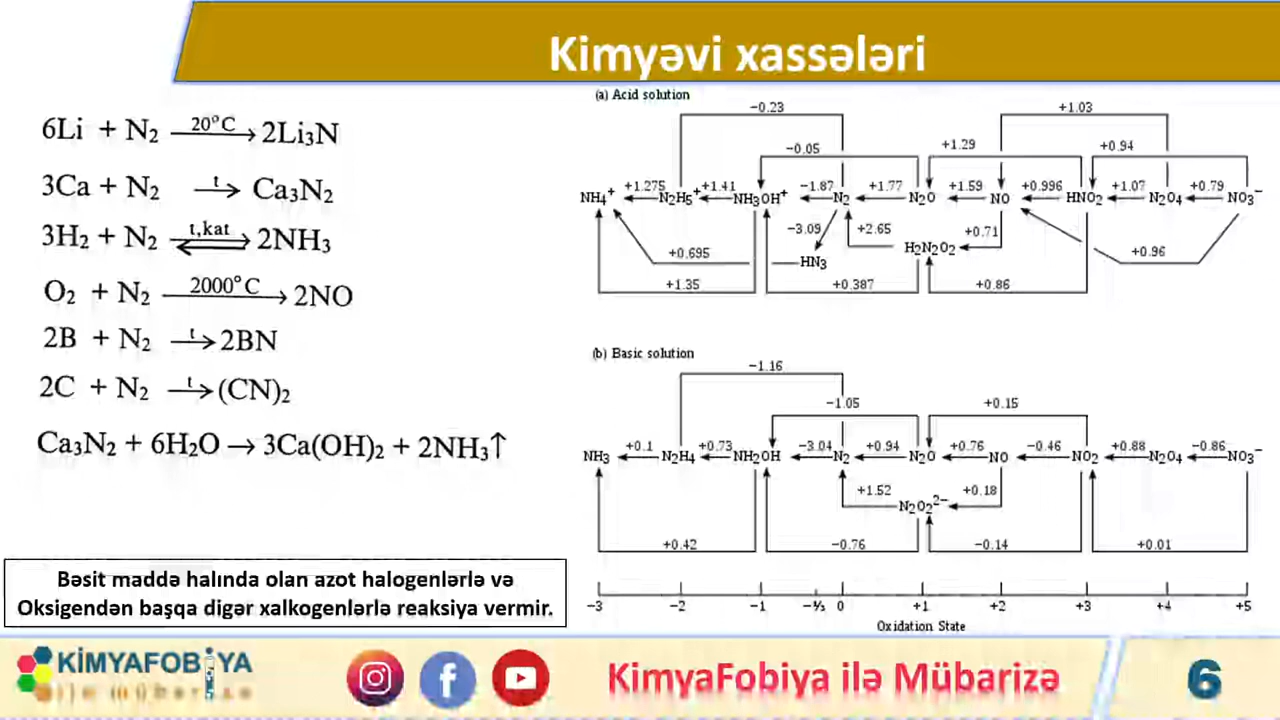 Kimyəvi xassələri
6Li + N₂ 20°C → 2Li₃N
3Ca + N₂ t → Ca₃N₂
3H₂ + N₂ t,kat ⇌ 2NH₃
O₂ + N₂ 2000°C → 2NO
2B + N₂ t → 2BN
2C + N₂ t → (CN)₂
Ca₃N₂ + 6H₂O → 3Ca(OH)₂ + 2NH₃↑
Bəsit maddə halında olan azot halogenlərlə və
Oksigendən başqa digər xalkogenlərlə reaksiya vermir.
(a) Acid solution
−0.23 +1.03
−0.05 +1.29 +0.94
NH₄⁺ +1.275 N₂H₅⁺ +1.41 NH₃OH⁺ −1.87 N₂ +1.77 N₂O +1.59 NO +0.996 HNO₂ +1.07 N₂O₄ +0.79 NO₃⁻
−3.09 +2.65 +0.71
H₂N₂O₂
+0.695 HN₃ +0.96
+1.35 +0.387 +0.86
(b) Basic solution
−1.16
−1.05 +0.15
NH₃ +0.1 N₂H₄ +0.73 NH₂OH −3.04 N₂ +0.94 N₂O +0.76 NO −0.46 NO₂ +0.88 N₂O₄ −0.86 NO₃⁻
+1.52 +0.18
N₂O₂²⁻
+0.42 −0.76 −0.14 +0.01
−3 −2 −1 −⅓ 0 +1 +2 +3 +4 +5
Oxidation State
KİMYAFOBİYA
ilə mübarizə
KimyaFobiya ilə Mübarizə
6